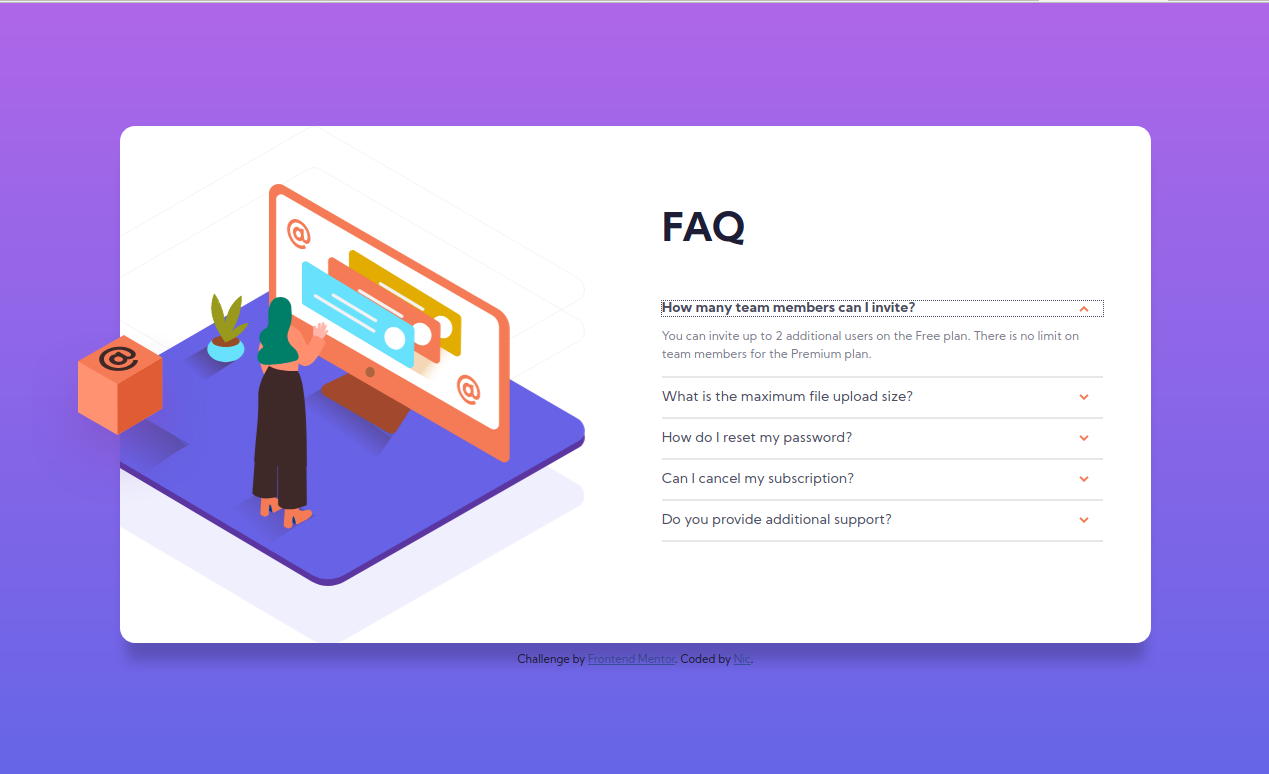 FAQ
How many team members can I invite?
You can invite up to 2 additional users on the Free plan. There is no limit on
team members for the Premium plan.
What is the maximum file upload size?
How do I reset my password?
Can I cancel my subscription?
Do you provide additional support?
Challenge by Frontend Mentor. Coded by Nic.